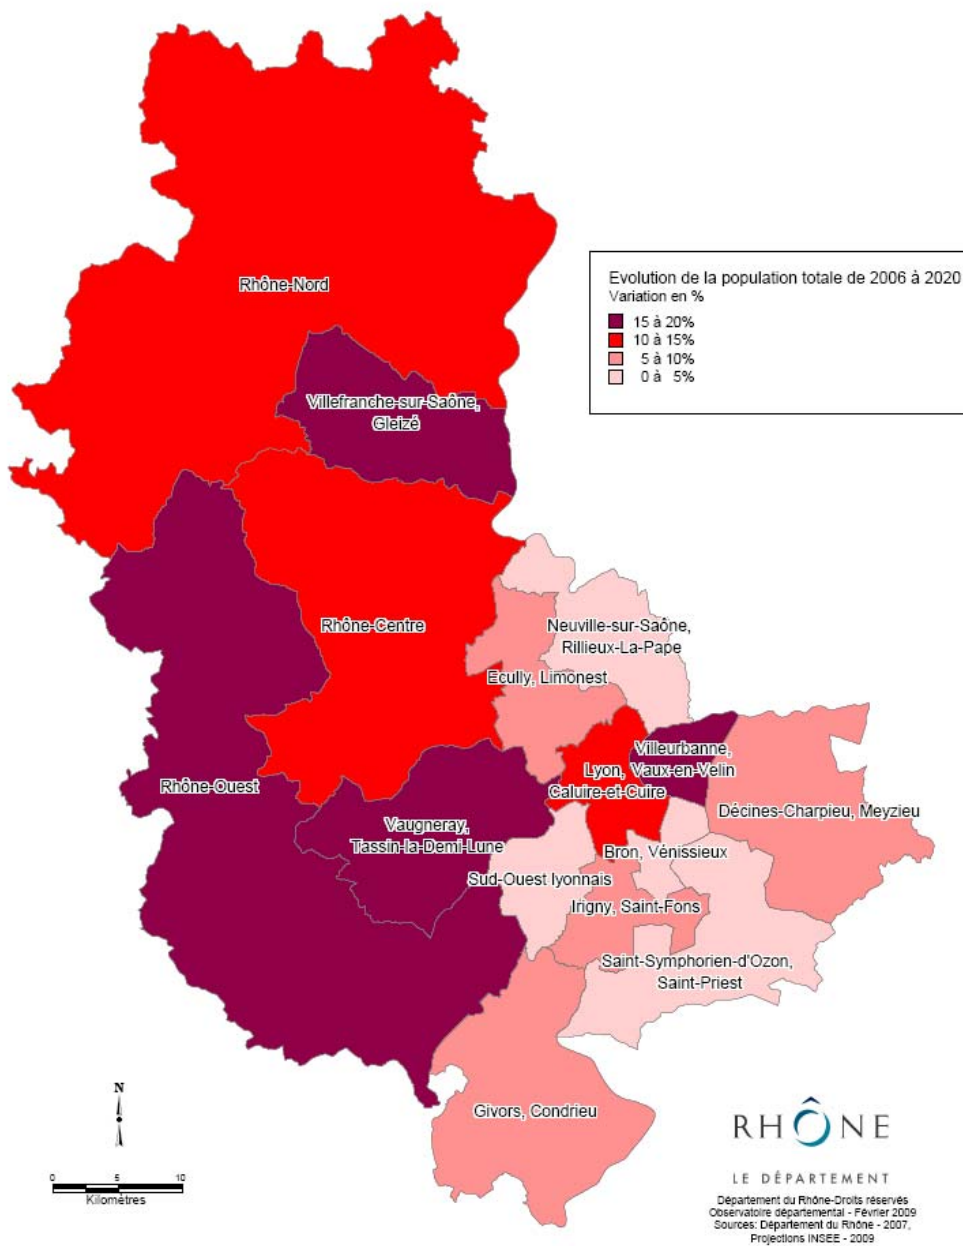 Rhône-Nord
Evolution de la population totale de 2006 à 2020
Variation en %
15 à 20%
10 à 15%
5 à 10%
0 à 5%
Villefranche-sur-Saône,
Gleizé
Rhône-Centre
Neuville-sur-Saône,
Rillieux-La-Pape
Ecully, Limonest
Villeurbanne,
Vaux-en-Velin
Lyon,
Caluire-et-Cuire
Rhône-Ouest
Décines-Charpieu, Meyzieu
Vaugneray,
Tassin-la-Demi-Lune
Bron, Vénissieux
Sud-Ouest lyonnais
Irigny, Saint-Fons
Saint-Symphorien-d'Ozon,
Saint-Priest
Givors, Condrieu
N
0 5 10
Kilomètres
RHÔNE
LE DÉPARTEMENT
Département du Rhône-Droits réservés
Observatoire départemental - Février 2009
Sources: Département du Rhône - 2007,
Projections INSEE - 2009